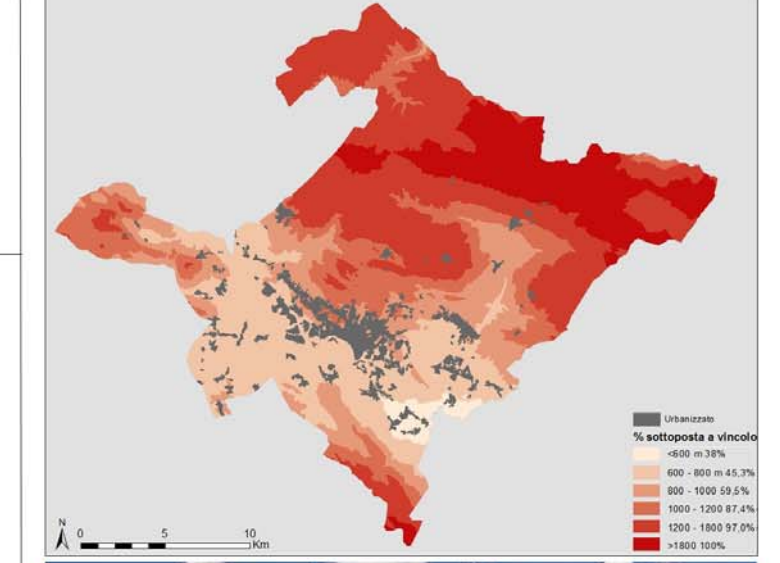 Urbanizzato
% sottoposta a vincolo
<600 m 38%
600 - 800 m 45,3%
800 - 1000 59,5%
1000 - 1200 87,4%
1200 - 1800 97,0%
>1800 100%
N
0 5 10
Km